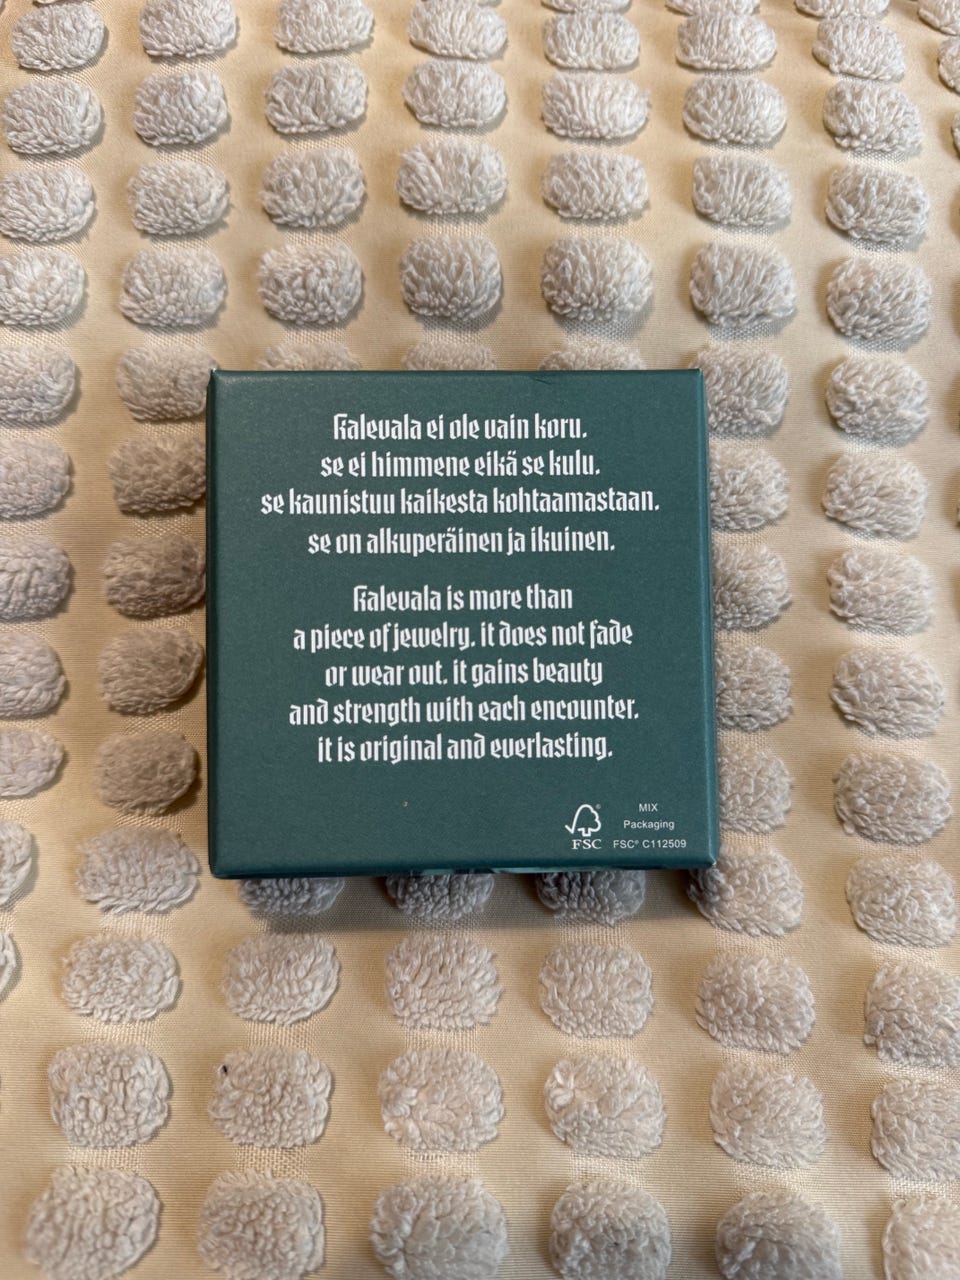 Kalevala ei ole vain koru.
se ei himmene eikä se kulu.
se kaunistuu kaikesta kohtaamastaan.
se on alkuperäinen ja ikuinen.
Kalevala is more than
a piece of jewelry. it does not fade
or wear out. it gains beauty
and strength with each encounter.
it is original and everlasting.
MIX
Packaging
FSC® FSC® C112509